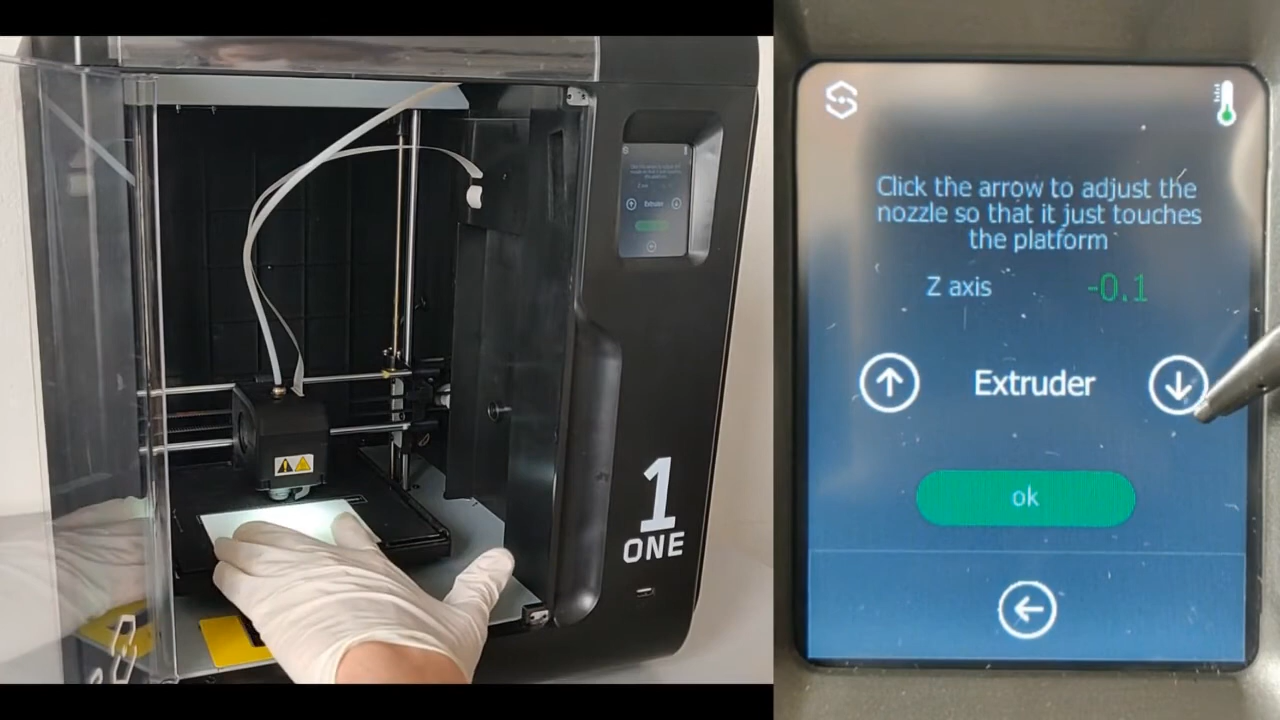 1
ONE
Click the arrow to adjust the
nozzle so that it just touches
the platform
Z axis -0.1
Extruder
ok